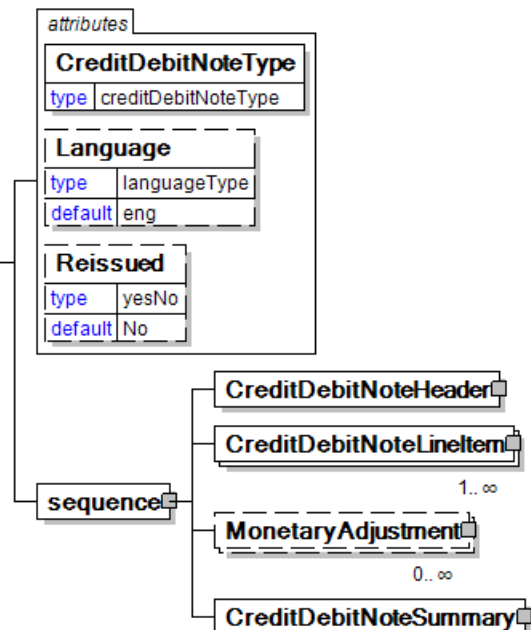 attributes
CreditDebitNoteType
type creditDebitNoteType
Language
type languageType
default eng
Reissued
type yesNo
default No
CreditDebitNoteHeader
CreditDebitNoteLineItem
1.. ∞
sequence
MonetaryAdjustment
0.. ∞
CreditDebitNoteSummary